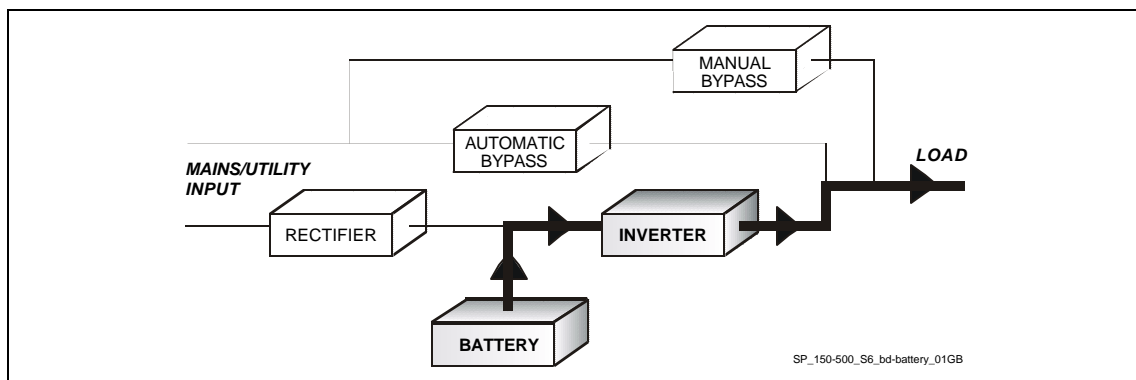 MANUAL
BYPASS
AUTOMATIC
BYPASS
MAINS/UTILITY
INPUT
LOAD
RECTIFIER
INVERTER
BATTERY
SP_150-500_S6_bd-battery_01GB